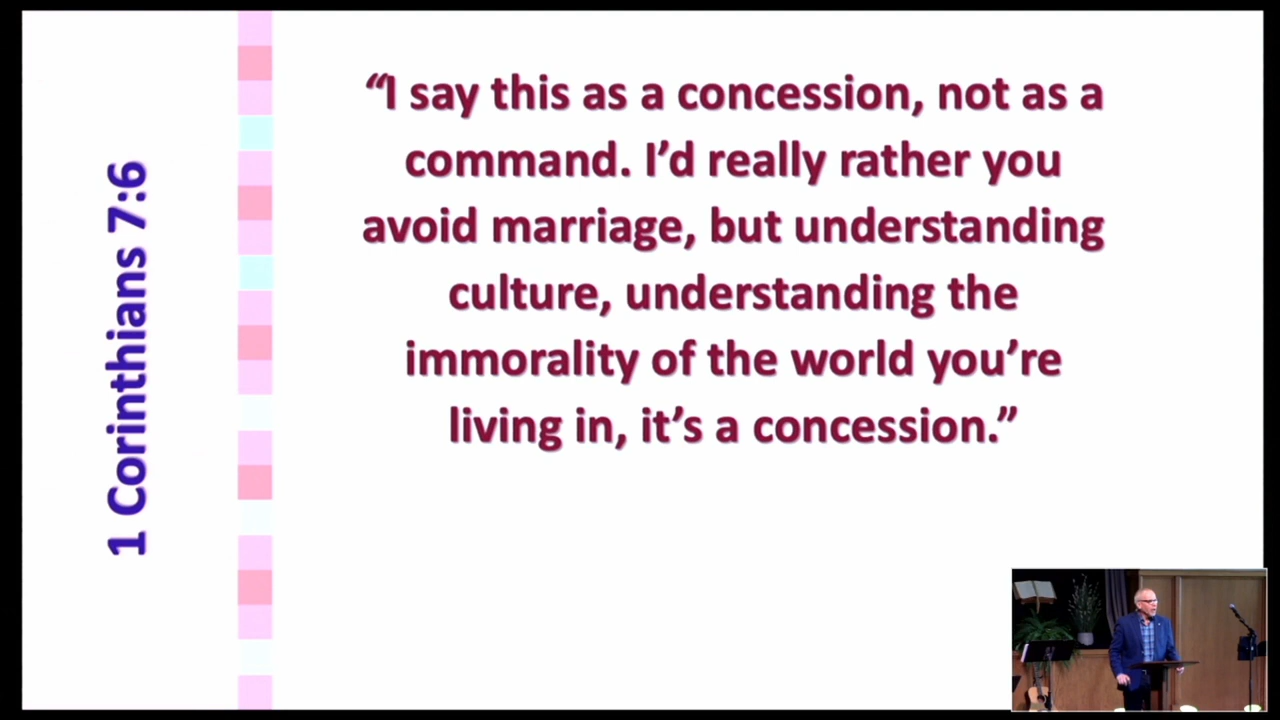 1 Corinthians 7:6
“I say this as a concession, not as a
command. I’d really rather you
avoid marriage, but understanding
culture, understanding the
immorality of the world you’re
living in, it’s a concession.”